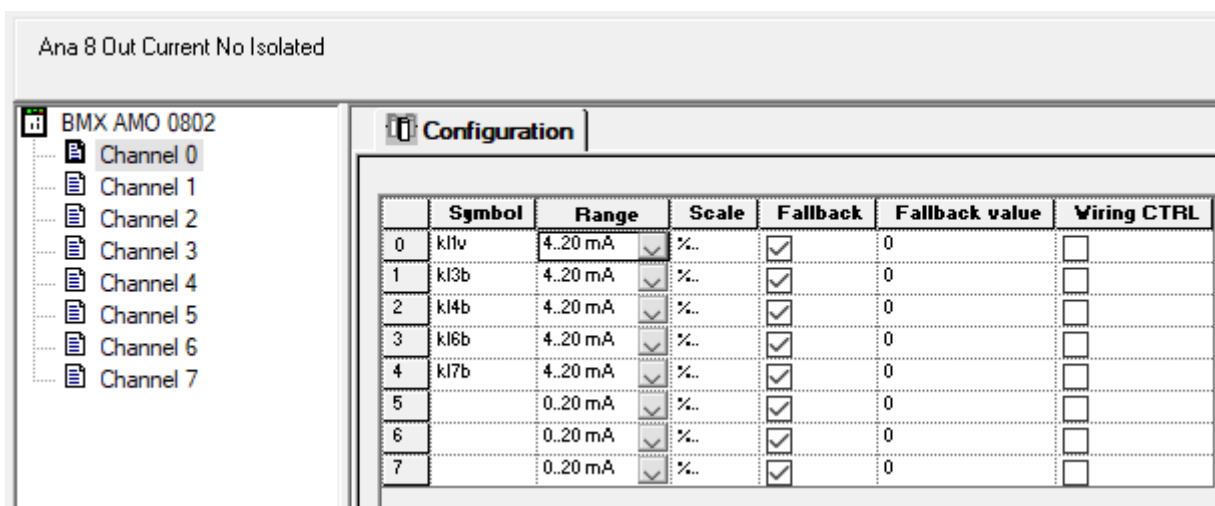 Ana 8 Out Current No Isolated
BMX AMO 0802
Channel 0
Channel 1
Channel 2
Channel 3
Channel 4
Channel 5
Channel 6
Channel 7
Configuration
Symbol Range Scale Fallback Fallback value Wiring CTRL
0 kl1v 4..20 mA %.. 0
1 kl3b 4..20 mA %.. 0
2 kl4b 4..20 mA %.. 0
3 kl6b 4..20 mA %.. 0
4 kl7b 4..20 mA %.. 0
5 0..20 mA %.. 0
6 0..20 mA %.. 0
7 0..20 mA %.. 0